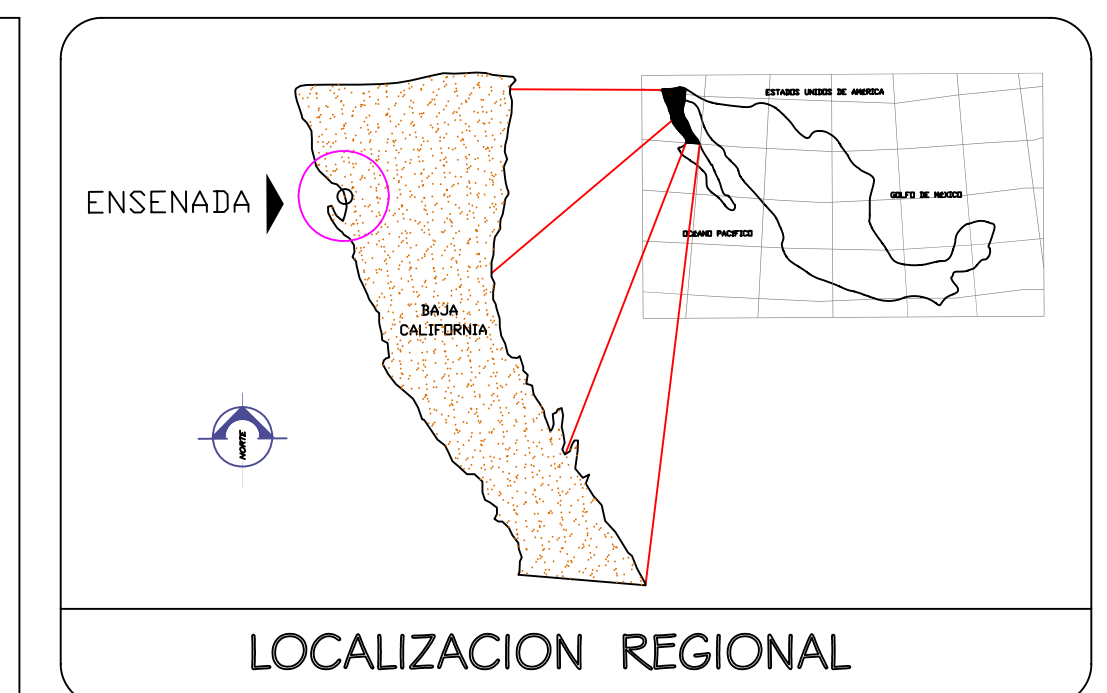 ESTADOS UNIDOS DE AMERICA
ENSENADA
GOLFO DE MEXICO
OCEANO PACIFICO
BAJA
CALIFORNIA
NORTE
LOCALIZACION REGIONAL